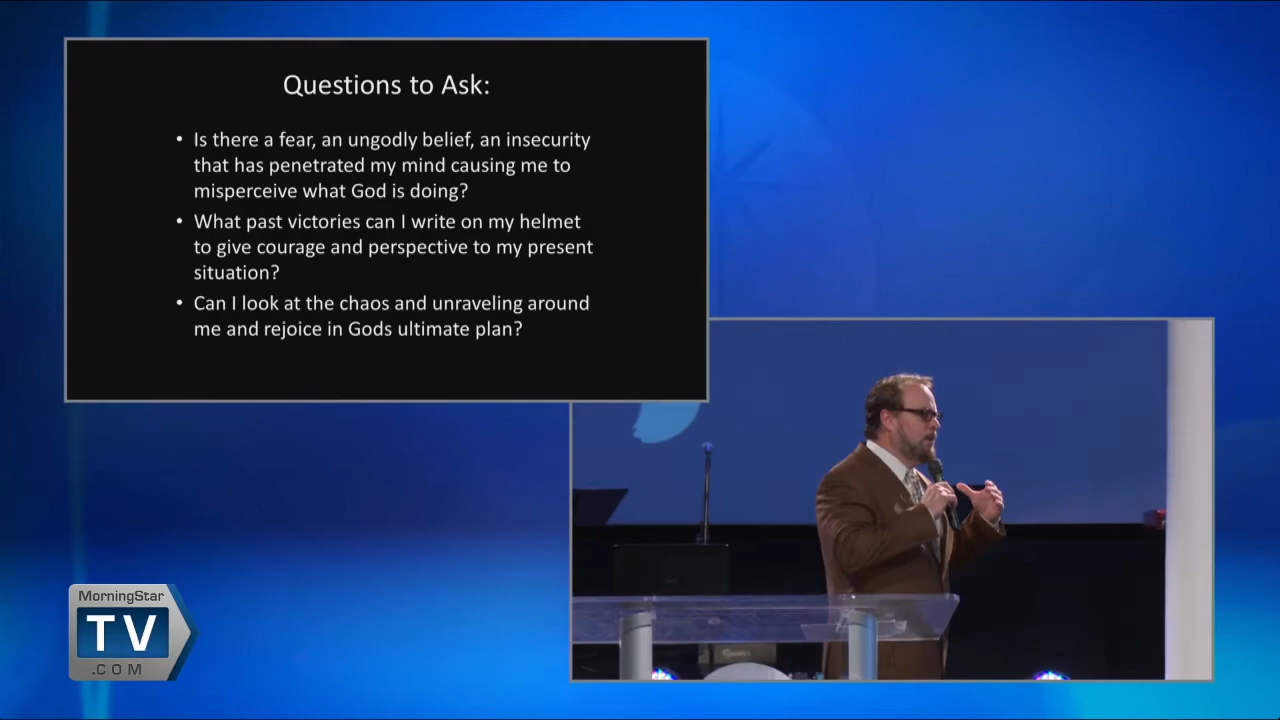 Questions to Ask:
• Is there a fear, an ungodly belief, an insecurity
that has penetrated my mind causing me to
misperceive what God is doing?
• What past victories can I write on my helmet
to give courage and perspective to my present
situation?
• Can I look at the chaos and unraveling around
me and rejoice in Gods ultimate plan?
MorningStar
TV
.COM